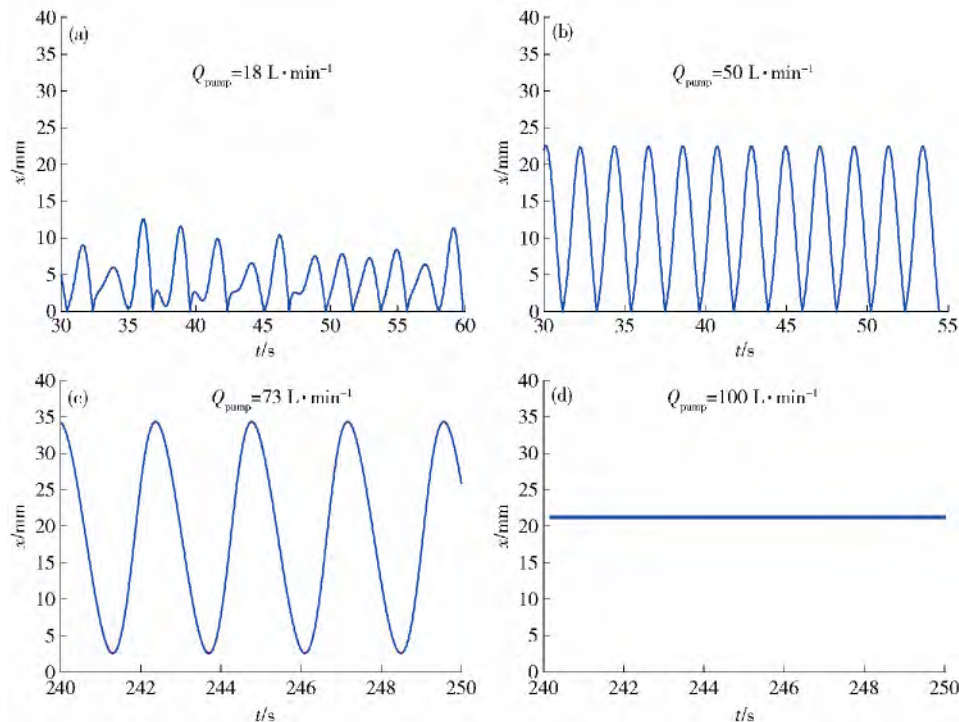 (a)
Q_pump=18 L·min⁻¹
40
35
30
25
20
15
10
5
0
x/mm
30 35 40 45 50 55 60
t/s
(b)
Q_pump=50 L·min⁻¹
40
35
30
25
20
15
10
5
0
x/mm
30 35 40 45 50 55
t/s
(c)
Q_pump=73 L·min⁻¹
40
35
30
25
20
15
10
5
0
x/mm
240 242 244 246 248 250
t/s
(d)
Q_pump=100 L·min⁻¹
40
35
30
25
20
15
10
5
0
x/mm
240 242 244 246 248 250
t/s